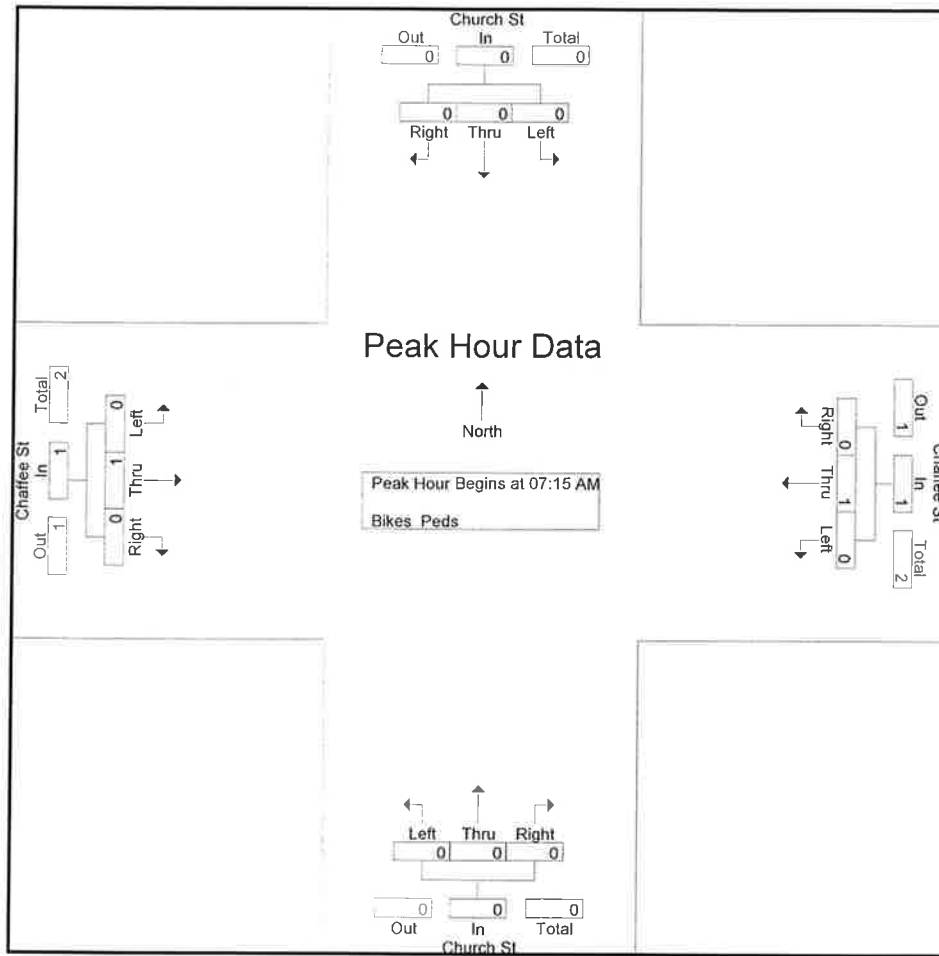 Church St
Out In Total
0 0 0
0 0 0
Right Thru Left
Peak Hour Data
North
Peak Hour Begins at 07:15 AM
Bikes Peds
Chaffee St
Out In Total
1 1 2
0 1 0
Left Thru Right
Right Thru Left
0 1 0
Out In Total
1 1 2
Chaffee St
Left Thru Right
0 0 0
0 0 0
Out In Total
Church St